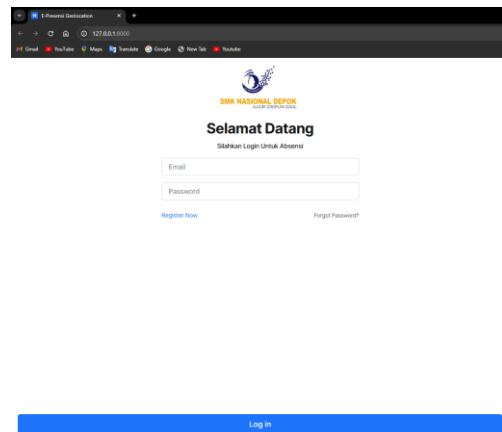 E-Presensi Geolocation
127.0.0.1:8000
Gmail YouTube Maps Translate Google New Tab Youtube
SMK NASIONAL DEPOK
Selamat Datang
Silahkan Login Untuk Absensi
Email
Password
Register Now Forgot Password?
Log in